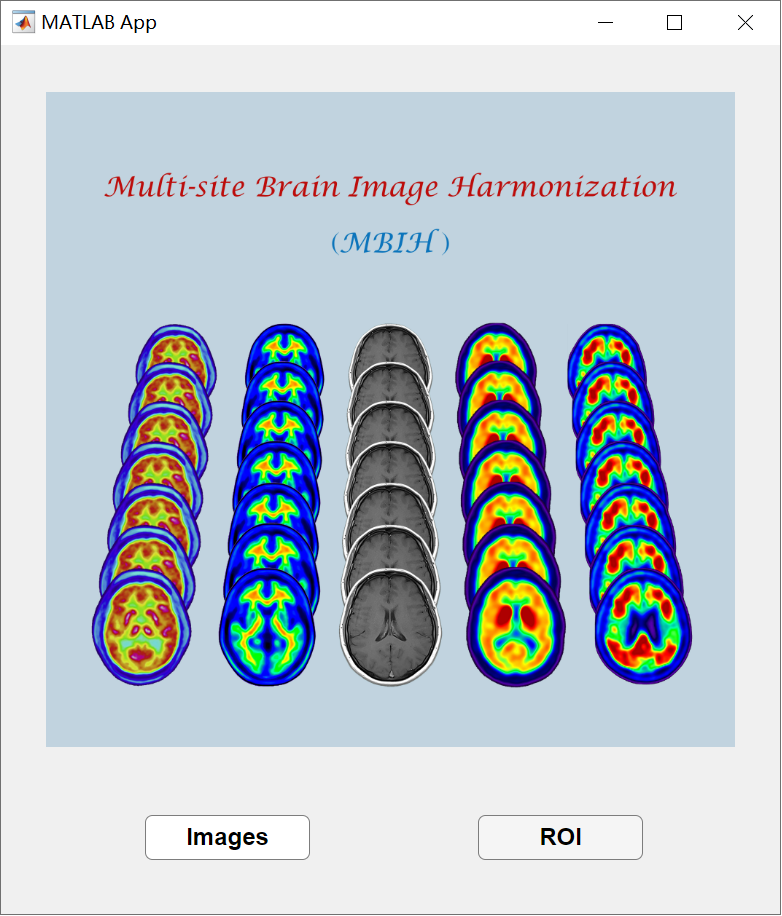 MATLAB App
Multi-site Brain Image Harmonization
(MBIH )
Images
ROI